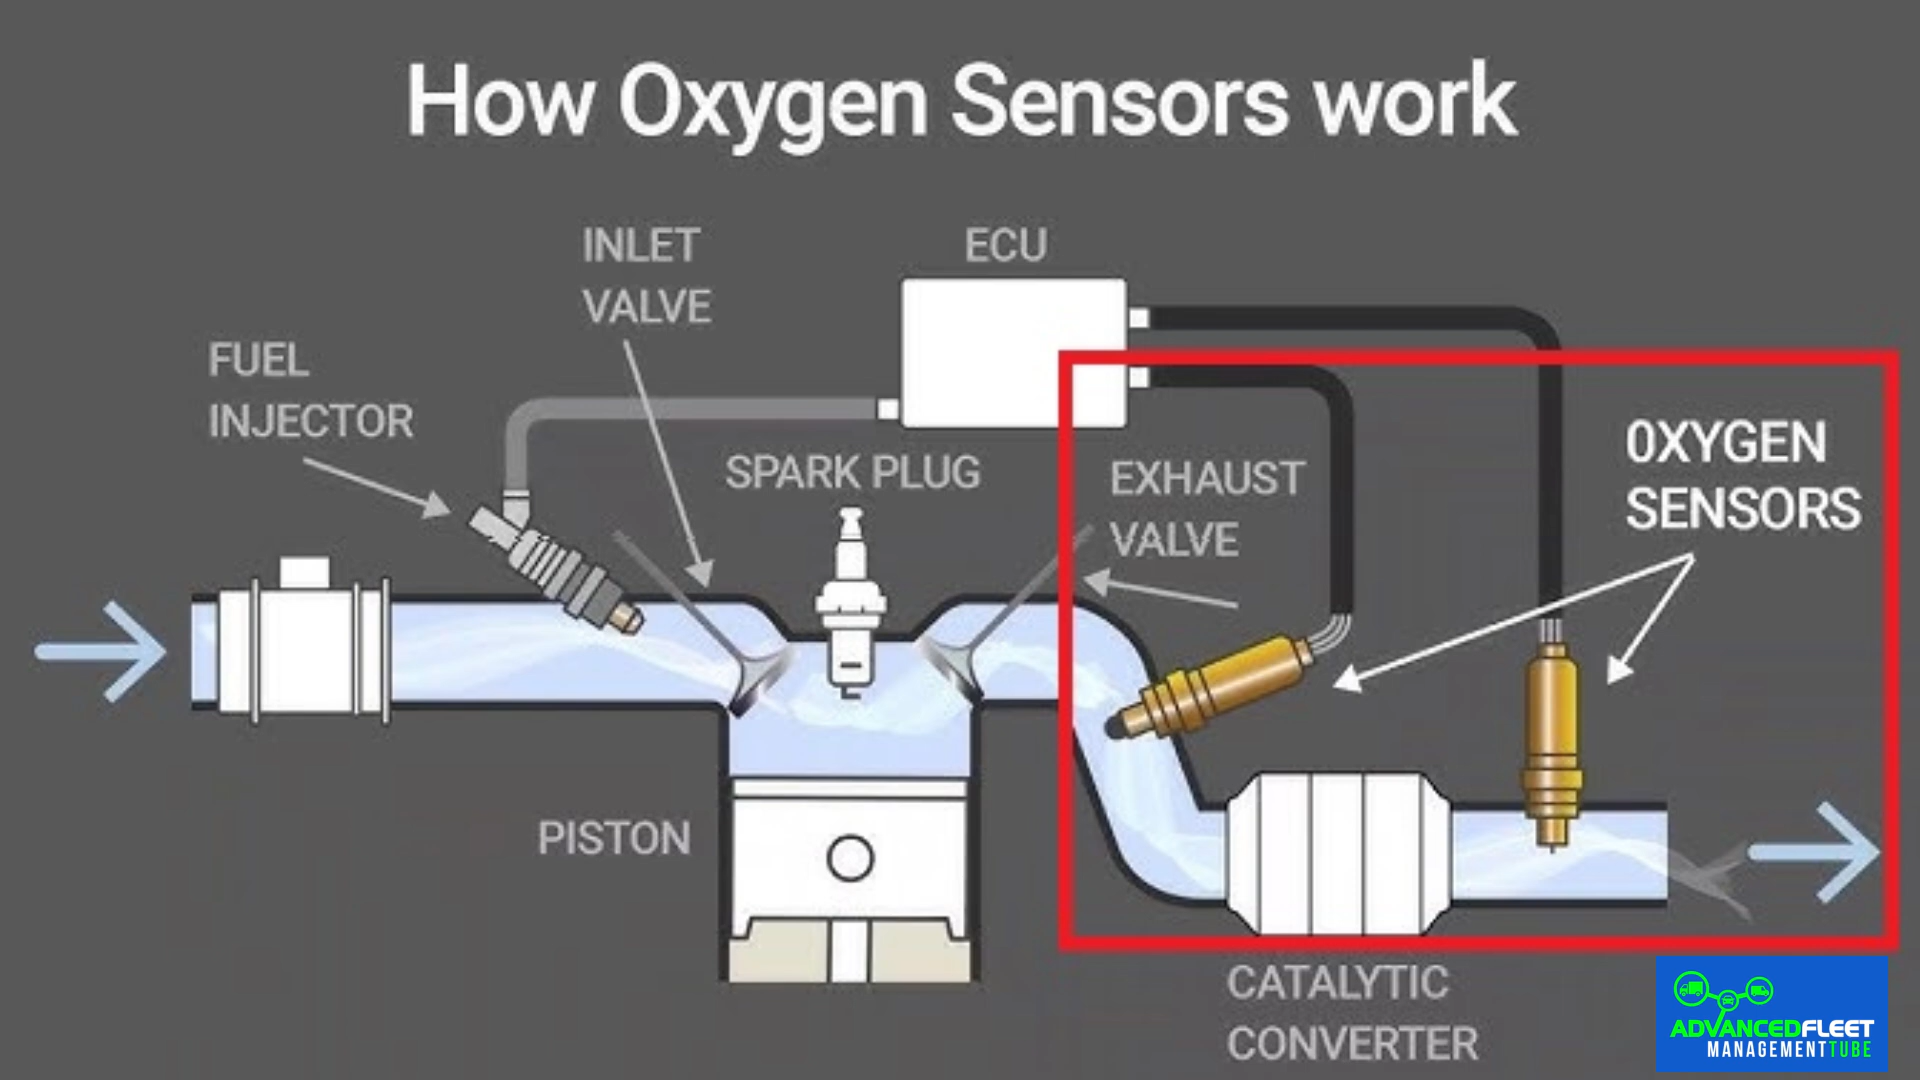 How Oxygen Sensors work
INLET
VALVE
ECU
FUEL
INJECTOR
SPARK PLUG
EXHAUST
VALVE
0XYGEN
SENSORS
PISTON
CATALYTIC
CONVERTER
ADVANCEDFLEET
MANAGEMENTTUBE